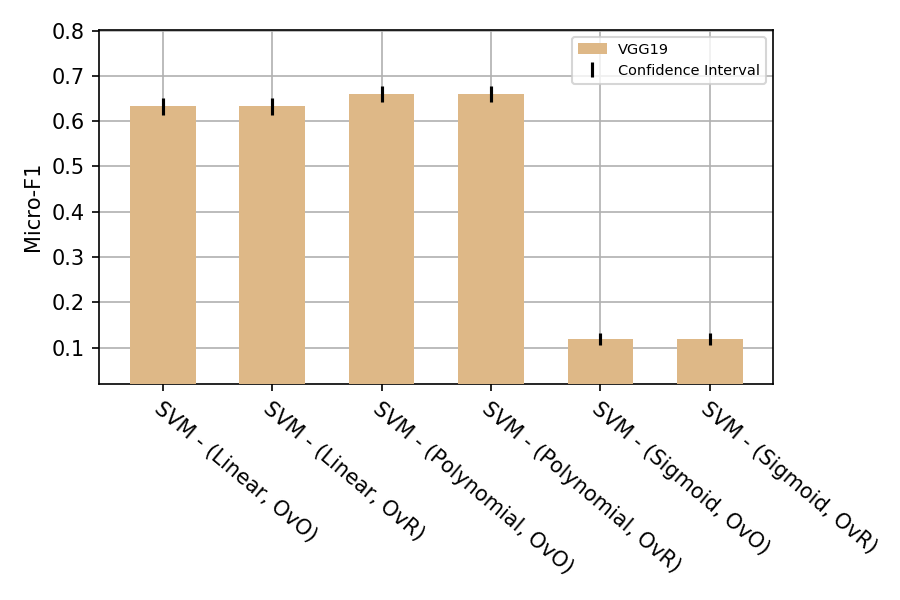 0.8
0.7
0.6
0.5
0.4
0.3
0.2
0.1
Micro-F1
VGG19
Confidence Interval
SVM - (Linear, OvO)
SVM - (Linear, OvR)
SVM - (Polynomial, OvO)
SVM - (Polynomial, OvR)
SVM - (Sigmoid, OvO)
SVM - (Sigmoid, OvR)